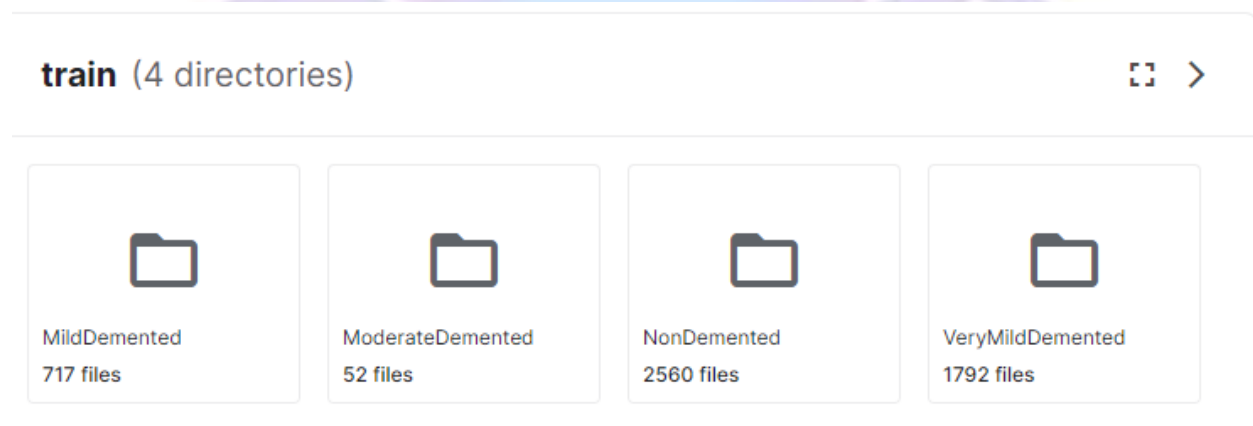 train (4 directories)
MildDemented
717 files
ModerateDemented
52 files
NonDemented
2560 files
VeryMildDemented
1792 files